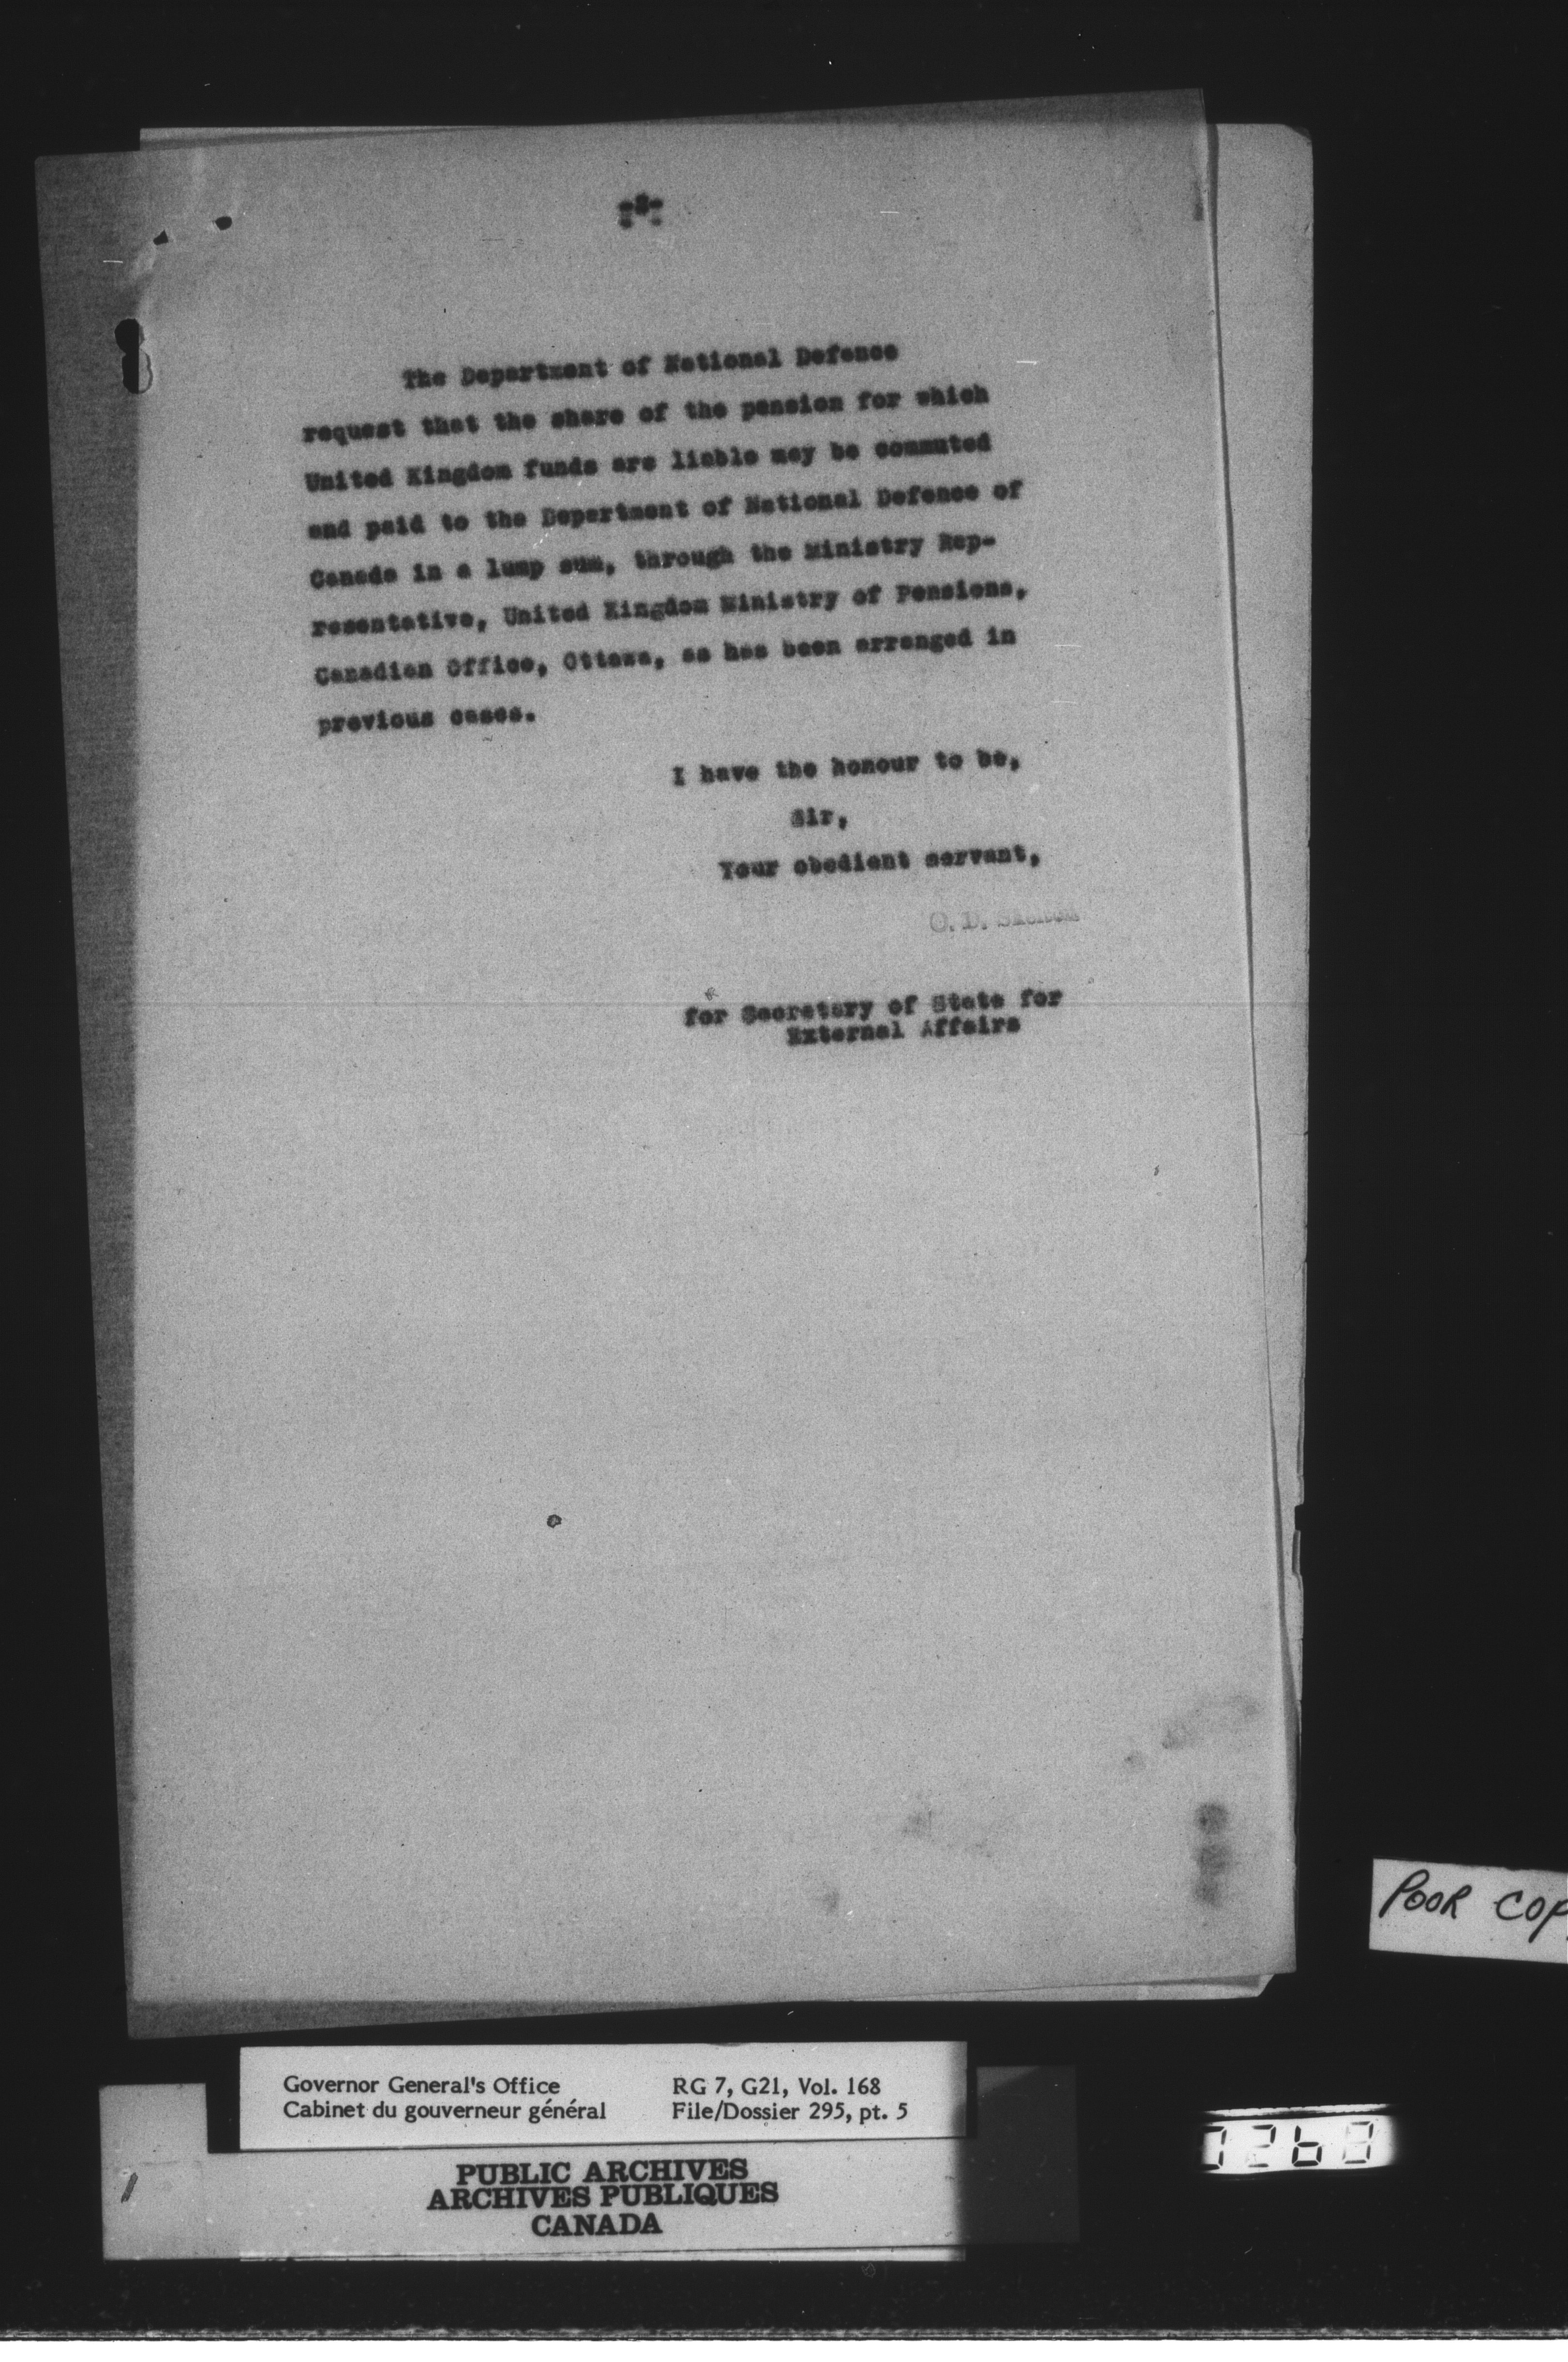 -2-
The Department of National Defence
request that the share of the pension for which
United Kingdom funds are liable may be commuted
and paid to the Department of National Defence of
Canada in a lump sum, through the Ministry Rep-
resentative, United Kingdom Ministry of Pensions,
Canadian Office, Ottawa, as has been arranged in
previous cases.
I have the honour to be,
Sir,
Your obedient servant,
O. D. Skelton
for Secretary of State for
External Affairs
POOR COP
Governor General's Office RG 7, G21, Vol. 168
Cabinet du gouverneur général File/Dossier 295, pt. 5
PUBLIC ARCHIVES
ARCHIVES PUBLIQUES
CANADA